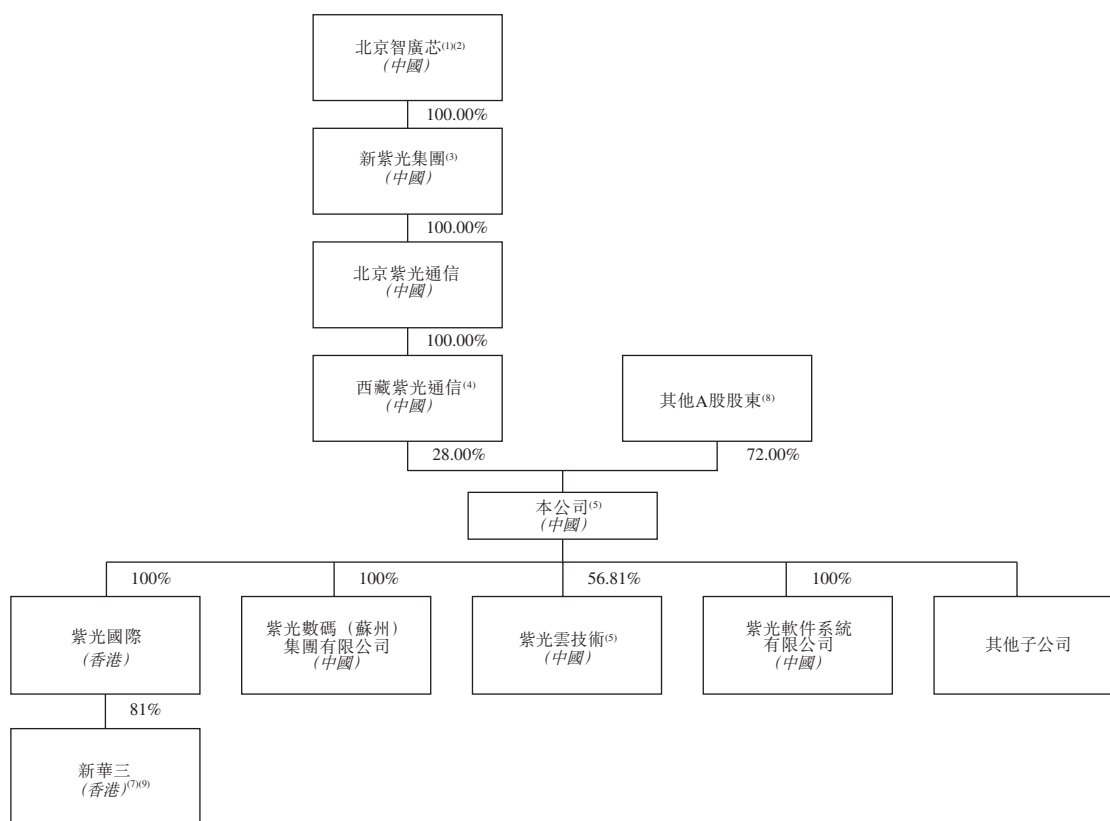 北京智廣芯(1)(2)
(中國)
100.00%
新紫光集團(3)
(中國)
100.00%
北京紫光通信
(中國)
100.00%
西藏紫光通信(4)
(中國)
其他A股股東(8)
28.00%
72.00%
本公司(5)
(中國)
100%
100%
56.81%
100%
紫光國際
(香港)
紫光數碼（蘇州）
集團有限公司
(中國)
紫光雲技術(5)
(中國)
紫光軟件系統
有限公司
(中國)
其他子公司
81%
新華三
(香港)(7)(9)